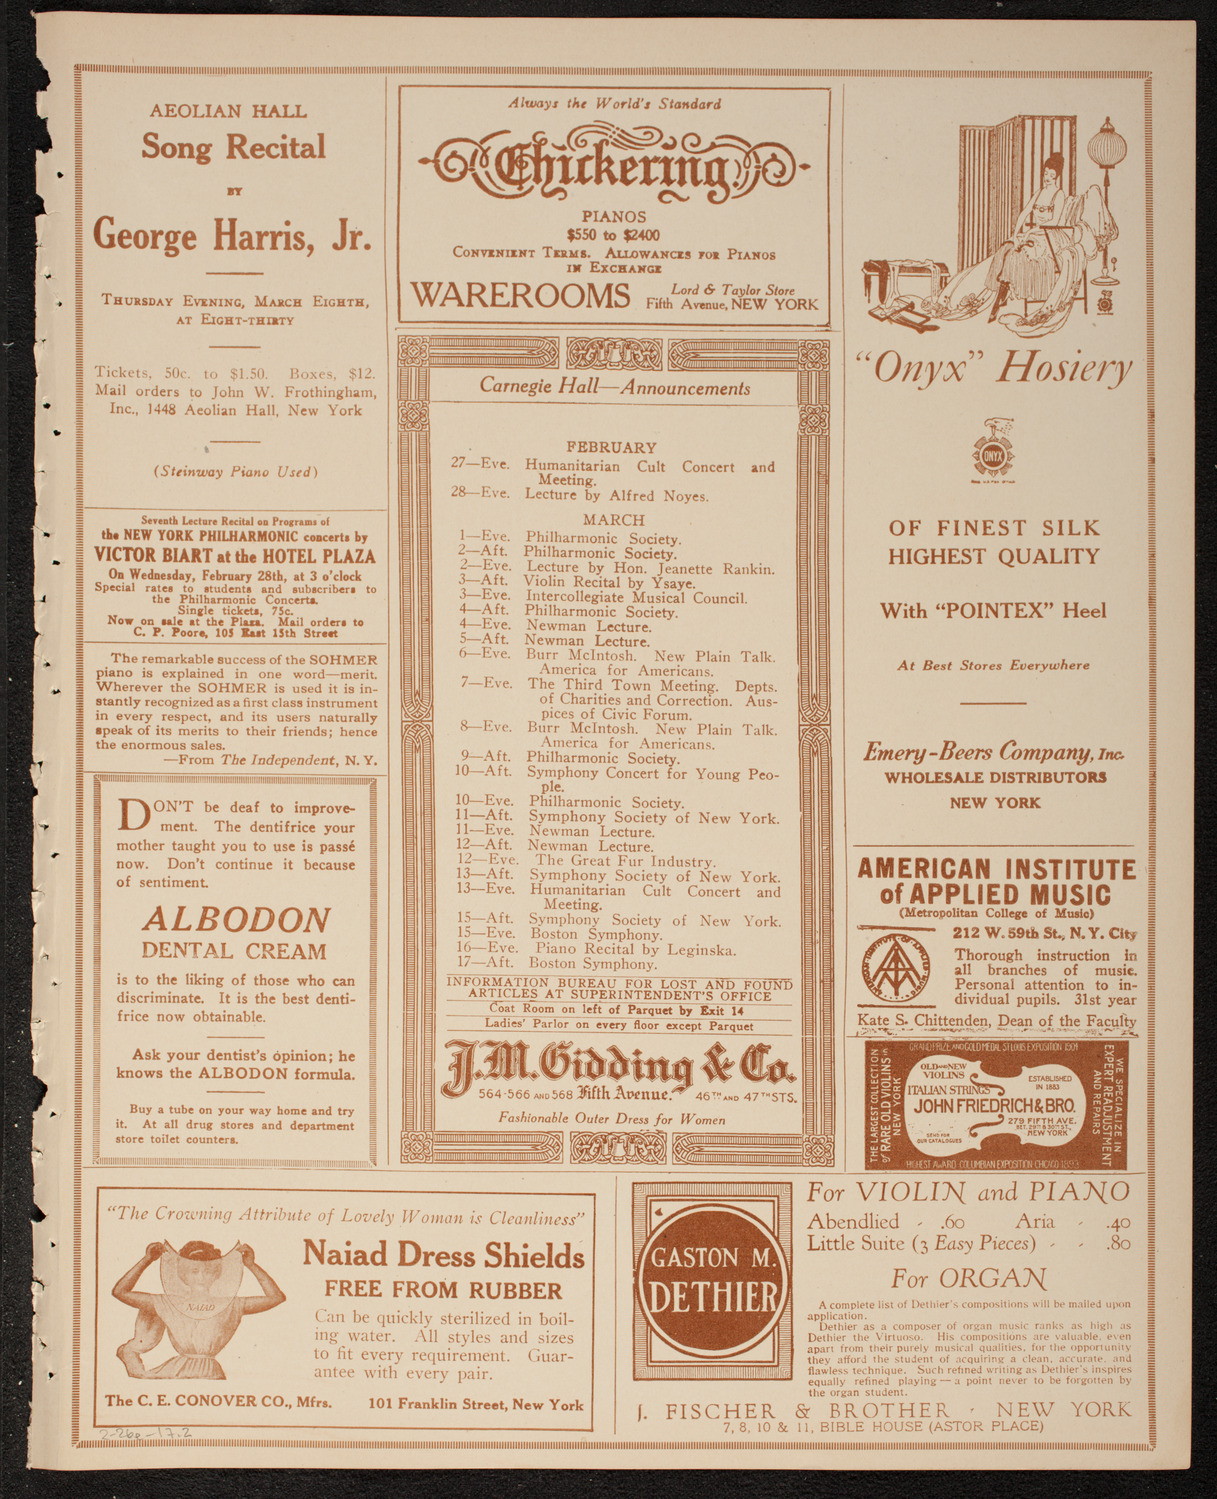 AEOLIAN HALL
Song Recital
BY
George Harris, Jr.
Thursday Evening, March Eighth,
at Eight-thirty
Tickets, 50c. to $1.50. Boxes, $12.
Mail orders to John W. Frothingham,
Inc., 1448 Aeolian Hall, New York
(Steinway Piano Used)
Seventh Lecture Recital on Programs of
the NEW YORK PHILHARMONIC concerts by
VICTOR BIART at the HOTEL PLAZA
On Wednesday, February 28th, at 3 o'clock
Special rates to students and subscribers to
the Philharmonic Concerts.
Single tickets, 75c.
Now on sale at the Plaza. Mail orders to
C. P. Poore, 105 East 15th Street
The remarkable success of the SOHMER
piano is explained in one word—merit.
Wherever the SOHMER is used it is in-
stantly recognized as a first class instrument
in every respect, and its users naturally
speak of its merits to their friends; hence
the enormous sales.
—From The Independent, N. Y.
DON'T be deaf to improve-
ment. The dentifrice your
mother taught you to use is passé
now. Don't continue it because
of sentiment.
ALBODON
DENTAL CREAM
is to the liking of those who can
discriminate. It is the best denti-
frice now obtainable.
Ask your dentist's opinion; he
knows the ALBODON formula.
Buy a tube on your way home and try
it. At all drug stores and department
store toilet counters.
Always the World's Standard
Chickering
PIANOS
$550 to $2400
Convenient Terms. Allowances for Pianos
in Exchange
WAREROOMS Lord & Taylor Store
Fifth Avenue, NEW YORK
Carnegie Hall—Announcements
FEBRUARY
27—Eve. Humanitarian Cult Concert and
Meeting.
28—Eve. Lecture by Alfred Noyes.
MARCH
1—Eve. Philharmonic Society.
2—Aft. Philharmonic Society.
2—Eve. Lecture by Hon. Jeanette Rankin.
3—Aft. Violin Recital by Ysaye.
3—Eve. Intercollegiate Musical Council.
4—Aft. Philharmonic Society.
4—Eve. Newman Lecture.
5—Aft. Newman Lecture.
6—Eve. Burr McIntosh. New Plain Talk.
America for Americans.
7—Eve. The Third Town Meeting. Depts.
of Charities and Correction. Aus-
pices of Civic Forum.
8—Eve. Burr McIntosh. New Plain Talk.
America for Americans.
9—Aft. Philharmonic Society.
10—Aft. Symphony Concert for Young Peo-
ple.
10—Eve. Philharmonic Society.
11—Aft. Symphony Society of New York.
11—Eve. Newman Lecture.
12—Aft. Newman Lecture.
12—Eve. The Great Fur Industry.
13—Aft. Symphony Society of New York.
13—Eve. Humanitarian Cult Concert and
Meeting.
15—Aft. Symphony Society of New York.
15—Eve. Boston Symphony.
16—Eve. Piano Recital by Leginska.
17—Aft. Boston Symphony.
INFORMATION BUREAU FOR LOST AND FOUND
ARTICLES AT SUPERINTENDENT'S OFFICE
Coat Room on left of Parquet by Exit 14
Ladies' Parlor on every floor except Parquet
J. M. Gidding & Co.
564-566 AND 568 Fifth Avenue. 46TH AND 47TH STS.
Fashionable Outer Dress for Women
"Onyx" Hosiery
ONYX
OF FINEST SILK
HIGHEST QUALITY
With "POINTEX" Heel
At Best Stores Everywhere
Emery-Beers Company, Inc.
WHOLESALE DISTRIBUTORS
NEW YORK
AMERICAN INSTITUTE
of APPLIED MUSIC
(Metropolitan College of Music)
212 W. 59th St., N. Y. City
Thorough instruction in
all branches of music.
Personal attention to in-
dividual pupils. 31st year
Kate S. Chittenden, Dean of the Faculty
GRAND PRIZE AND GOLD MEDAL ST LOUIS EXPOSITION 1904
THE LARGEST COLLECTION
of RARE OLD VIOLINS in
NEW YORK
OLD AND NEW
VIOLINS
ITALIAN STRINGS
ESTABLISHED
IN 1883
JOHN FRIEDRICH & BRO.
279 FIFTH AVE.
BET. 29TH & 30TH ST.,
NEW YORK
SEND FOR
OUR CATALOGUES
WE SPECIALIZE IN
EXPERT READJUSTMENT
AND REPAIRS
HIGHEST AWARD COLUMBIAN EXPOSITION CHICAGO 1893
"The Crowning Attribute of Lovely Woman is Cleanliness"
NAIAD
Naiad Dress Shields
FREE FROM RUBBER
Can be quickly sterilized in boil-
ing water. All styles and sizes
to fit every requirement. Guar-
antee with every pair.
The C. E. CONOVER CO., Mfrs. 101 Franklin Street, New York
GASTON M.
DETHIER
For VIOLIN and PIANO
Abendlied - .60 Aria - .40
Little Suite (3 Easy Pieces) - - .80
For ORGAN
A complete list of Dethier's compositions will be mailed upon
application.
Dethier as a composer of organ music ranks as high as
Dethier the Virtuoso. His compositions are valuable, even
apart from their purely musical qualities, for the opportunity
they afford the student of acquiring a clean, accurate, and
flawless technique. Such refined writing as Dethier's inspires
equally refined playing—a point never to be forgotten by
the organ student.
J. FISCHER & BROTHER - NEW YORK
7, 8, 10 & 11, BIBLE HOUSE (ASTOR PLACE)